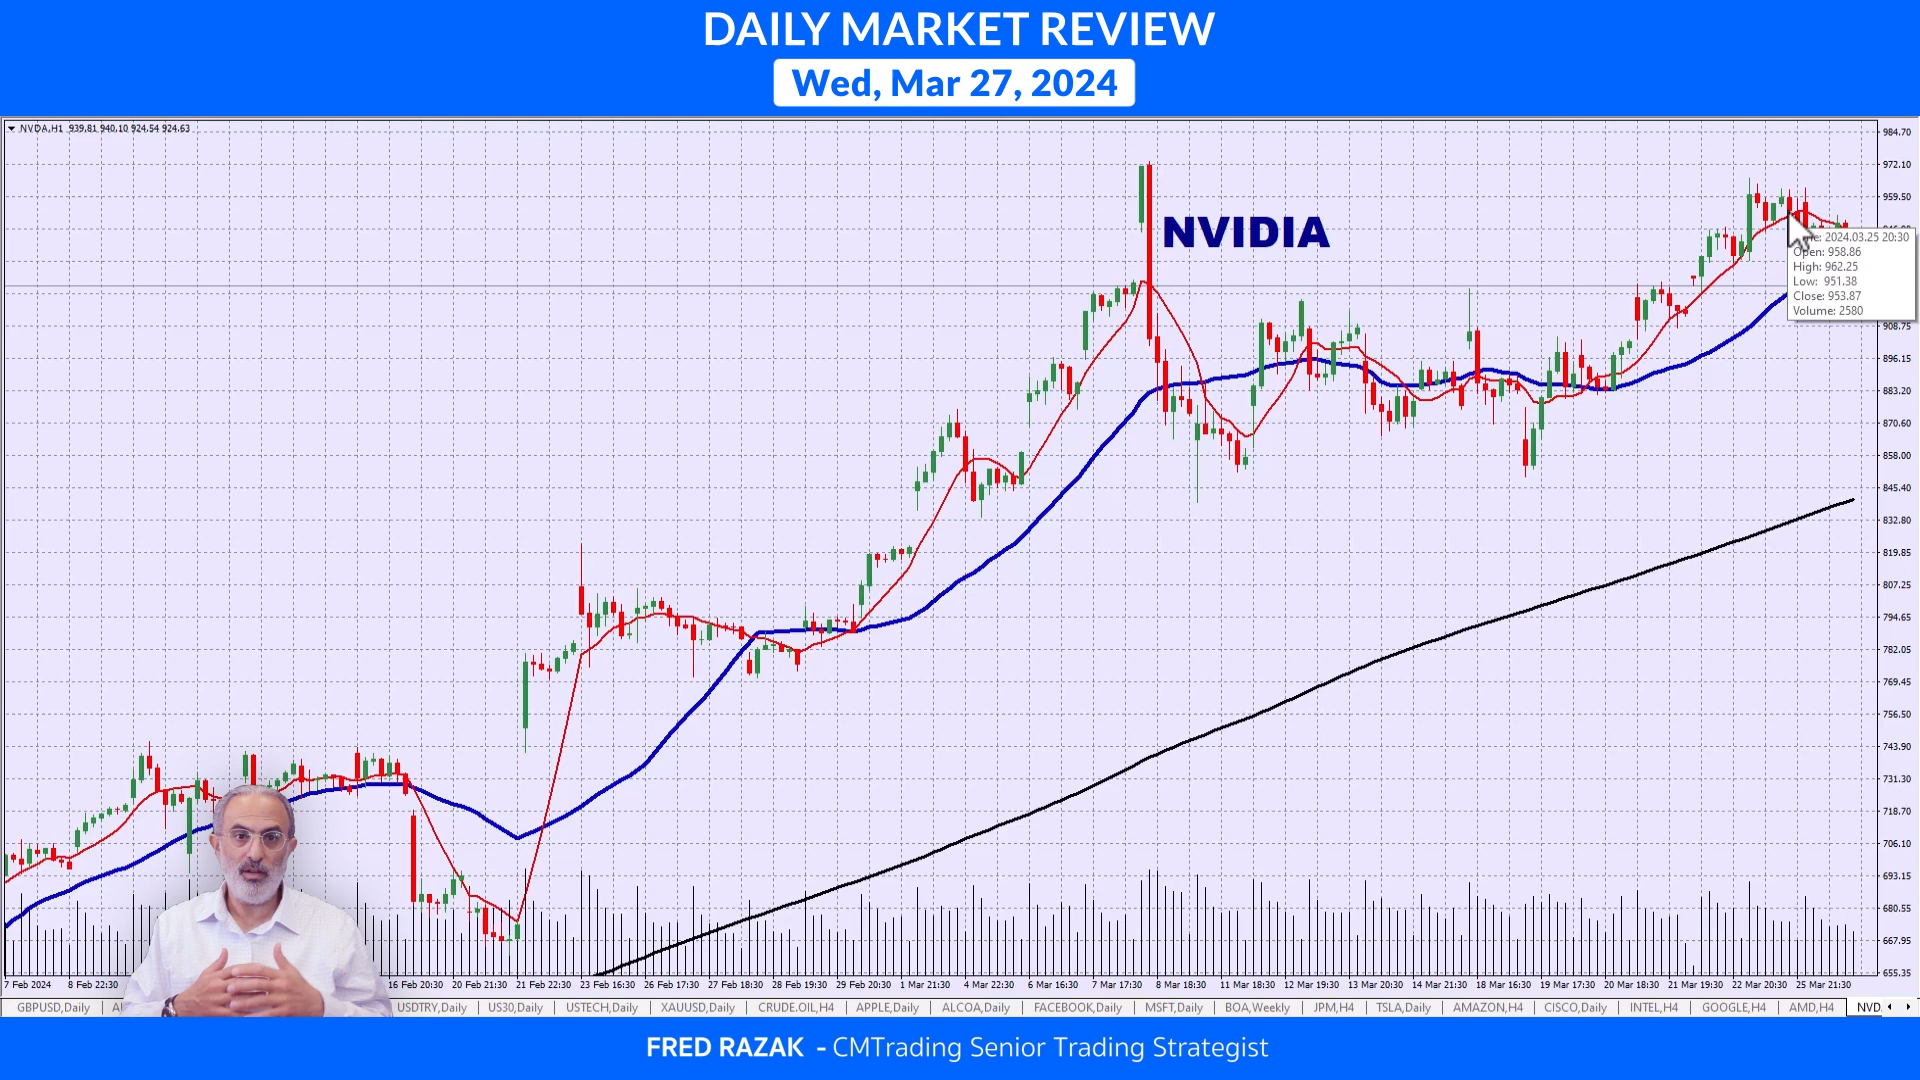 DAILY MARKET REVIEW
Wed, Mar 27, 2024
NVDA,H1 939.81 940.10 924.54 924.63
NVIDIA
984.70
972.10
959.50
2024.03.25 20:30
Open: 958.86
High: 962.25
Low: 951.38
Close: 953.87
Volume: 2580
908.75
896.15
883.20
870.60
858.00
845.40
832.80
819.85
807.25
794.65
782.05
769.45
756.50
743.90
731.30
718.70
706.10
693.15
680.55
667.95
655.35
7 Feb 2024 8 Feb 22:30 16 Feb 20:30 20 Feb 21:30 21 Feb 22:30 23 Feb 16:30 26 Feb 17:30 27 Feb 18:30 28 Feb 19:30 29 Feb 20:30 1 Mar 21:30 4 Mar 22:30 6 Mar 16:30 7 Mar 17:30 8 Mar 18:30 11 Mar 18:30 12 Mar 19:30 13 Mar 20:30 14 Mar 21:30 18 Mar 16:30 19 Mar 17:30 20 Mar 18:30 21 Mar 19:30 22 Mar 20:30 25 Mar 21:30
GBPUSD,Daily USDTRY,Daily US30,Daily USTECH,Daily XAUUSD,Daily CRUDE.OIL,H4 APPLE,Daily ALCOA,Daily FACEBOOK,Daily MSFT,Daily BOA,Weekly JPM,H4 TSLA,Daily AMAZON,H4 CISCO,Daily INTEL,H4 GOOGLE,H4 AMD,H4 NVD
FRED RAZAK - CMTrading Senior Trading Strategist